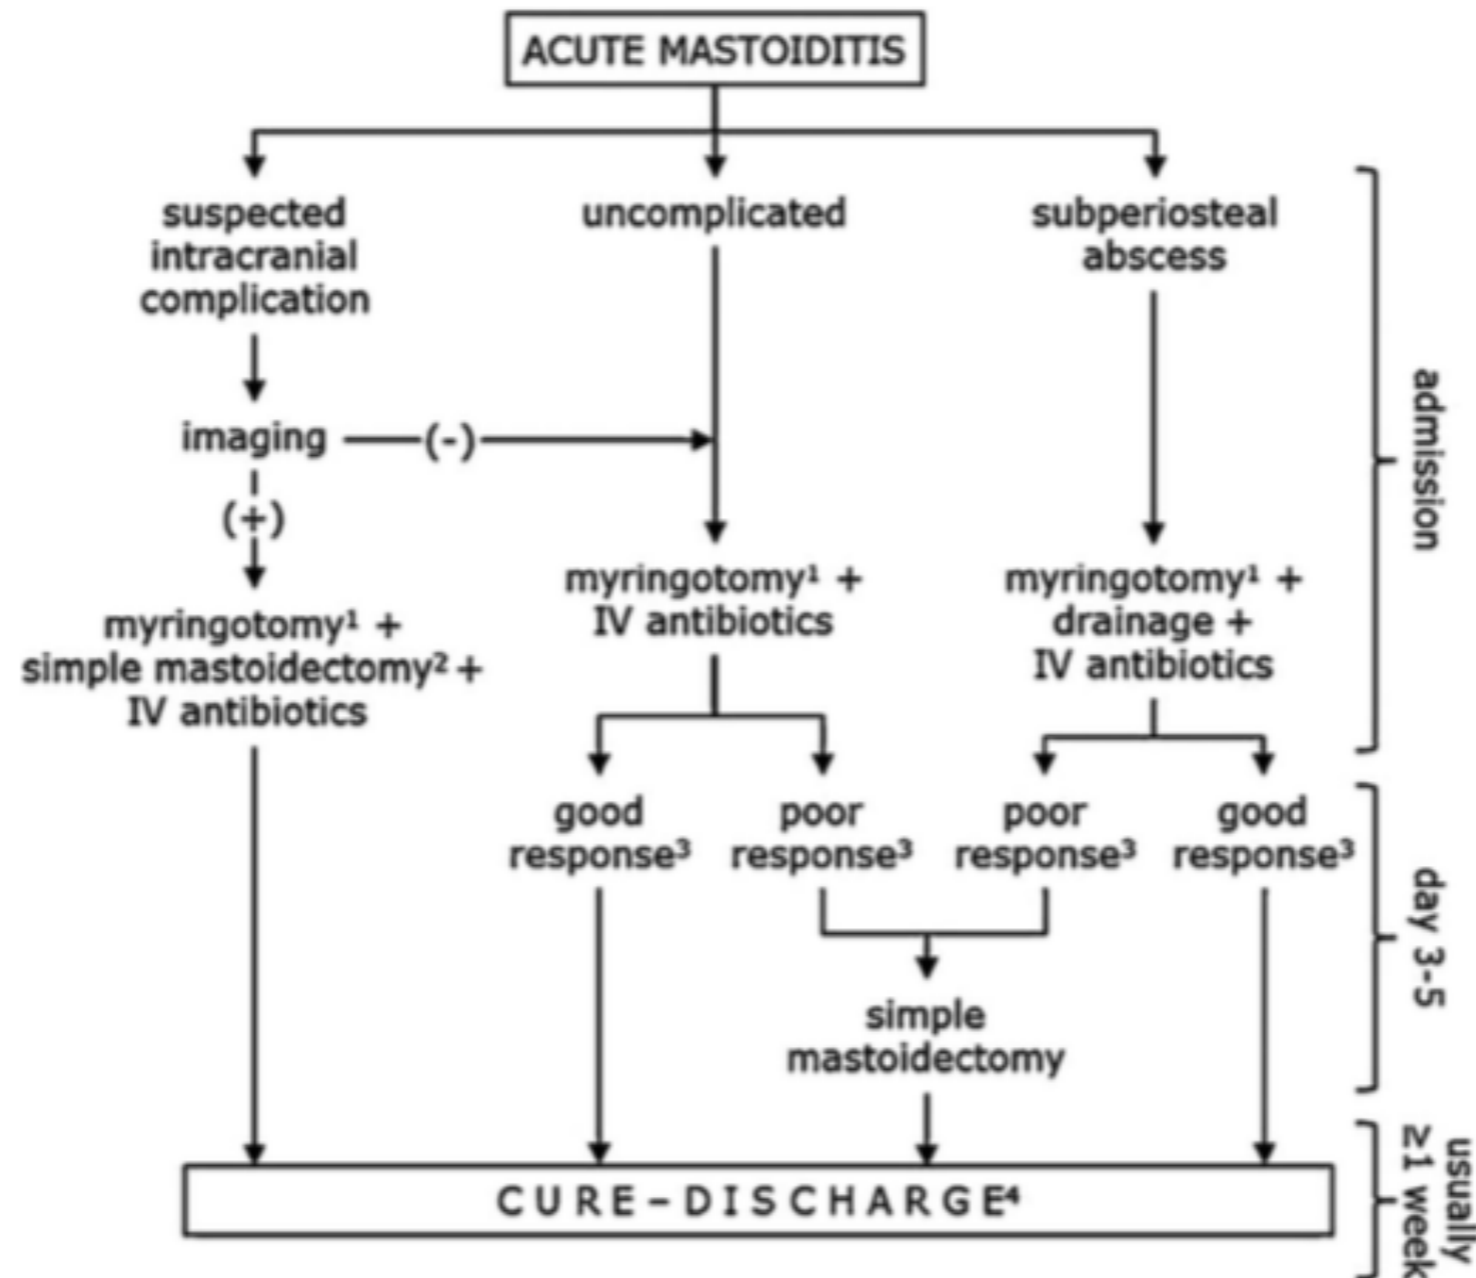 ACUTE MASTOIDITIS
suspected
intracranial
complication
uncomplicated
subperiosteal
abscess
imaging
(-)
(+)
myringotomy¹ +
simple mastoidectomy² +
IV antibiotics
myringotomy¹ +
IV antibiotics
myringotomy¹ +
drainage +
IV antibiotics
admission
good
response³
poor
response³
poor
response³
good
response³
simple
mastoidectomy
day 3-5
CURE–DISCHARGE⁴
usually
≥1 week